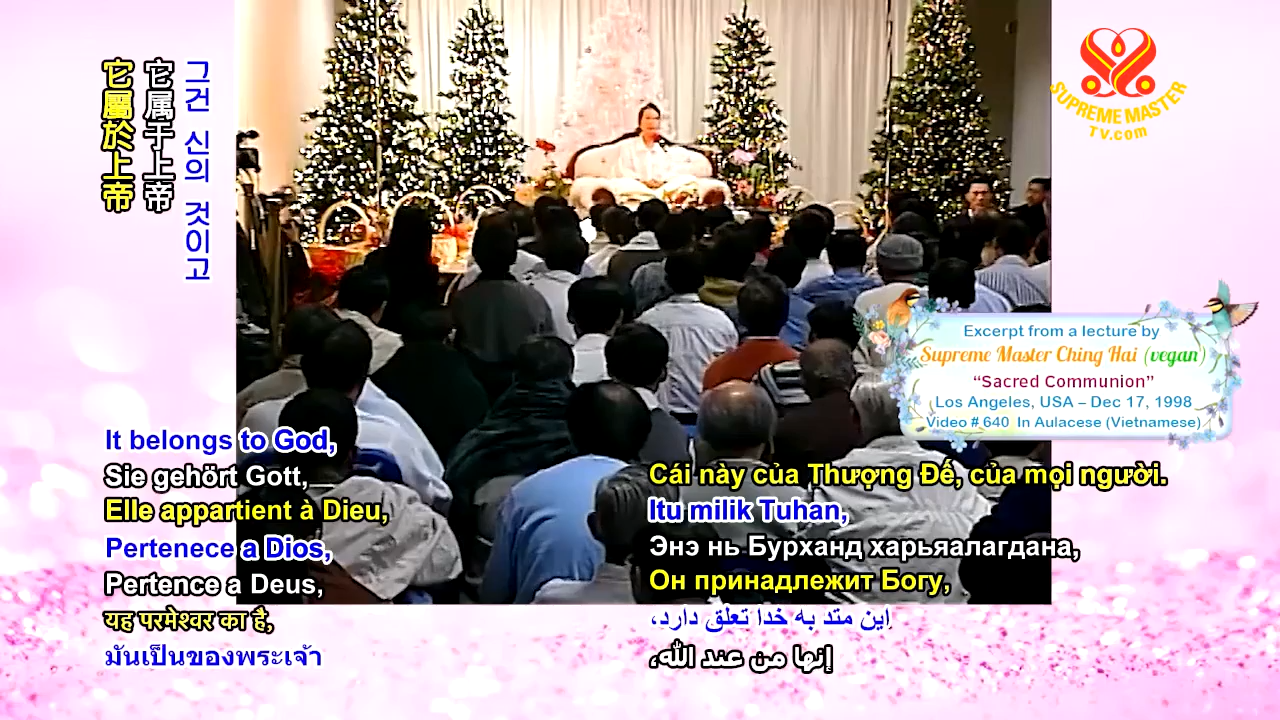 그건 신의 것이고
它属于上帝
它屬於上帝
SUPREME MASTER
TV.com
Excerpt from a lecture by
Supreme Master Ching Hai (vegan)
“Sacred Communion”
Los Angeles, USA – Dec 17, 1998
Video # 640 In Aulacese (Vietnamese)
It belongs to God,
Sie gehört Gott,
Elle appartient à Dieu,
Pertenece a Dios,
Pertence a Deus,
यह परमेश्वर का है,
มันเป็นของพระเจ้า
Cái này của Thượng Đế, của mọi người.
Itu milik Tuhan,
Энэ нь Бурханд харьяалагдана,
Он принадлежит Богу,
این متد به خدا تعلق دارد،
إنها من عند الله،